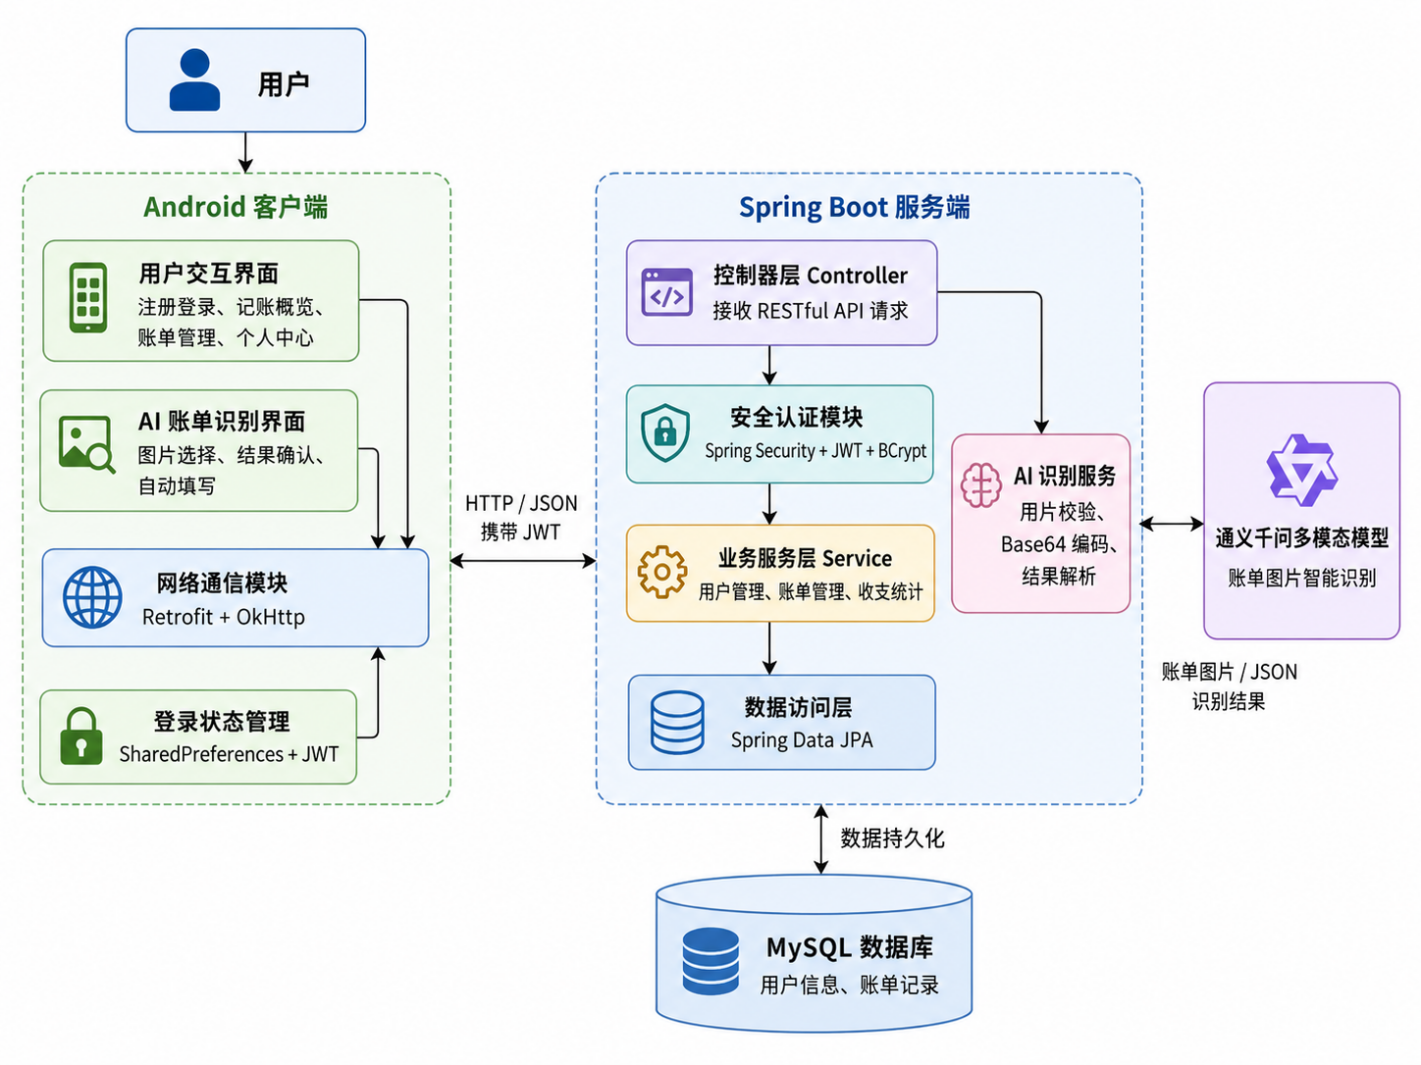 用户
Android 客户端
用户交互界面
注册登录、记账概览、
账单管理、个人中心
AI 账单识别界面
图片选择、结果确认、
自动填写
网络通信模块
Retrofit + OkHttp
登录状态管理
SharedPreferences + JWT
HTTP / JSON
携带 JWT
Spring Boot 服务端
控制器层 Controller
接收 RESTful API 请求
安全认证模块
Spring Security + JWT + BCrypt
业务服务层 Service
用户管理、账单管理、收支统计
数据访问层
Spring Data JPA
AI 识别服务
用片校验、
Base64 编码、
结果解析
通义千问多模态模型
账单图片智能识别
账单图片 / JSON
识别结果
数据持久化
MySQL 数据库
用户信息、账单记录